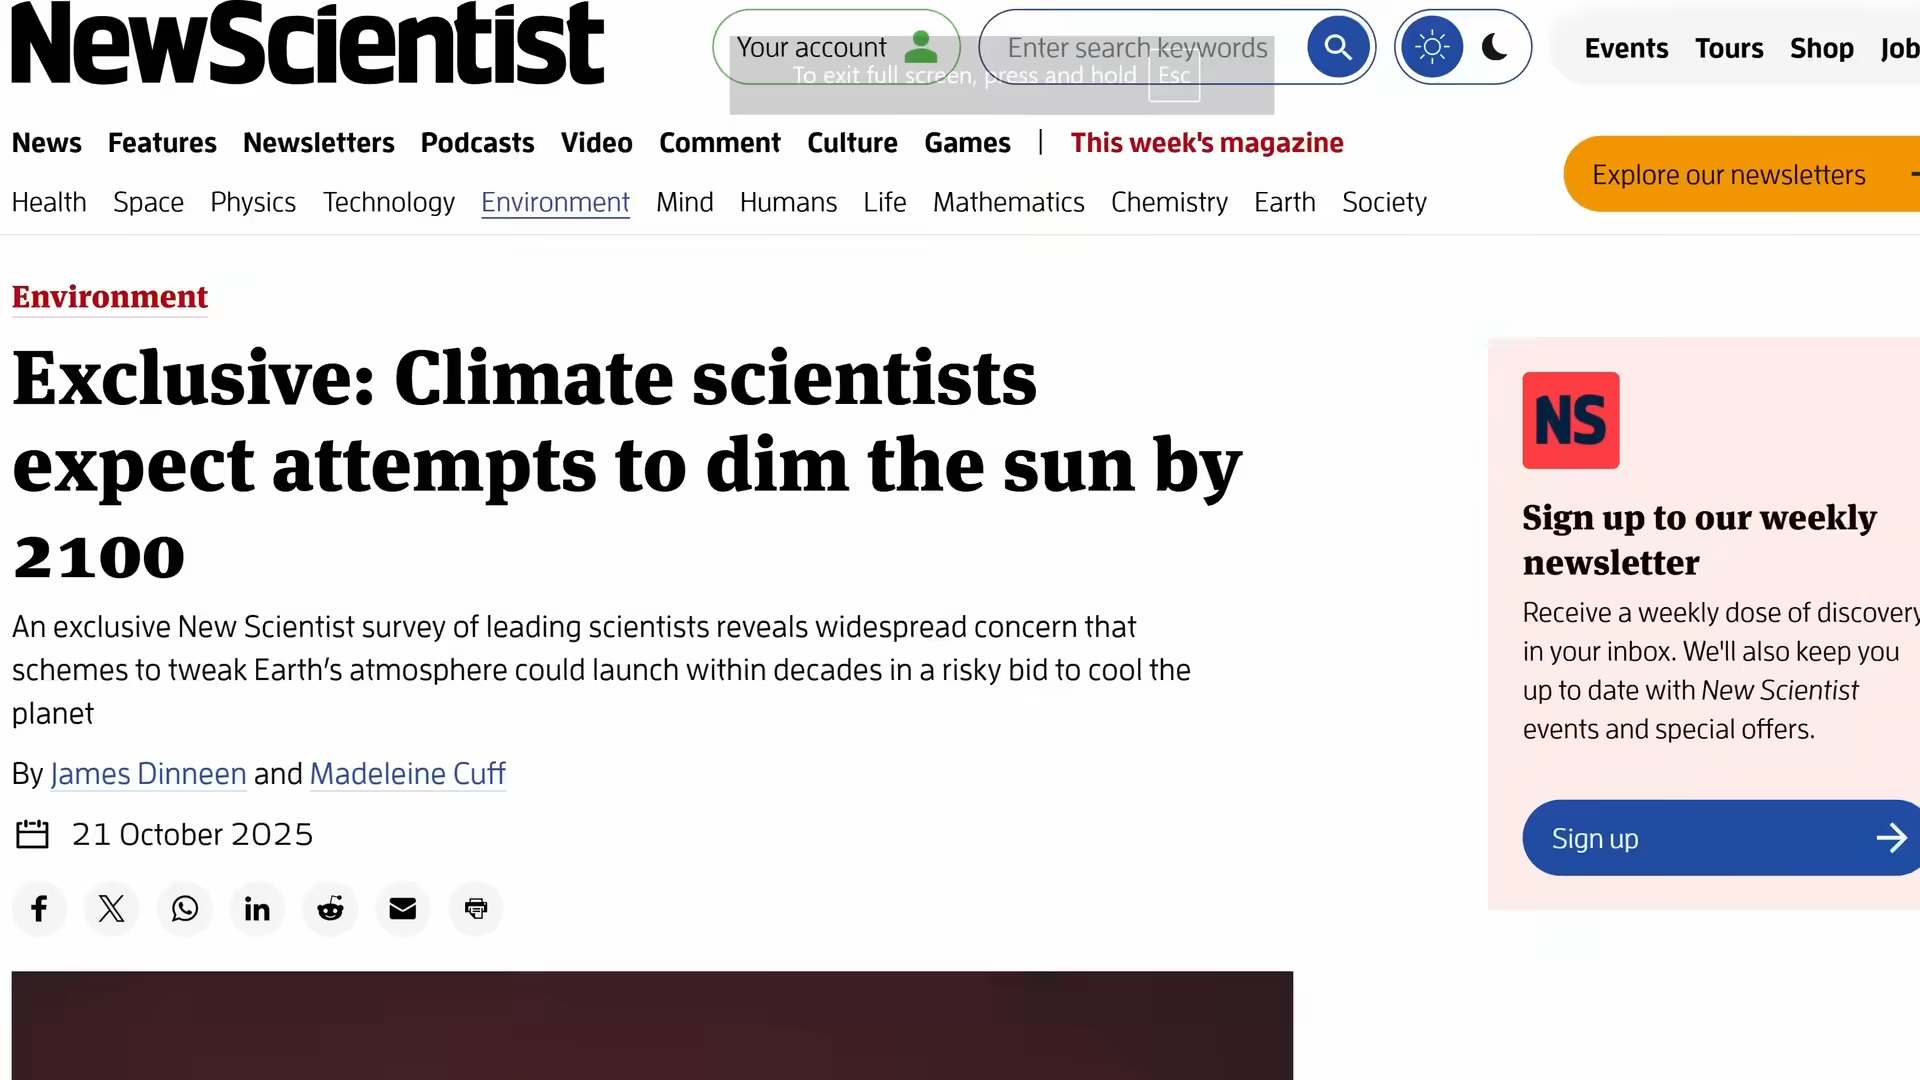 NewScientist
Your account
Enter search keywords
To exit full screen, press and hold Esc
Events Tours Shop Job
News Features Newsletters Podcasts Video Comment Culture Games | This week's magazine
Explore our newsletters
Health Space Physics Technology Environment Mind Humans Life Mathematics Chemistry Earth Society
Environment
Exclusive: Climate scientists
expect attempts to dim the sun by
2100
An exclusive New Scientist survey of leading scientists reveals widespread concern that
schemes to tweak Earth's atmosphere could launch within decades in a risky bid to cool the
planet
By James Dinneen and Madeleine Cuff
21 October 2025
NS
Sign up to our weekly
newsletter
Receive a weekly dose of discovery
in your inbox. We'll also keep you
up to date with New Scientist
events and special offers.
Sign up